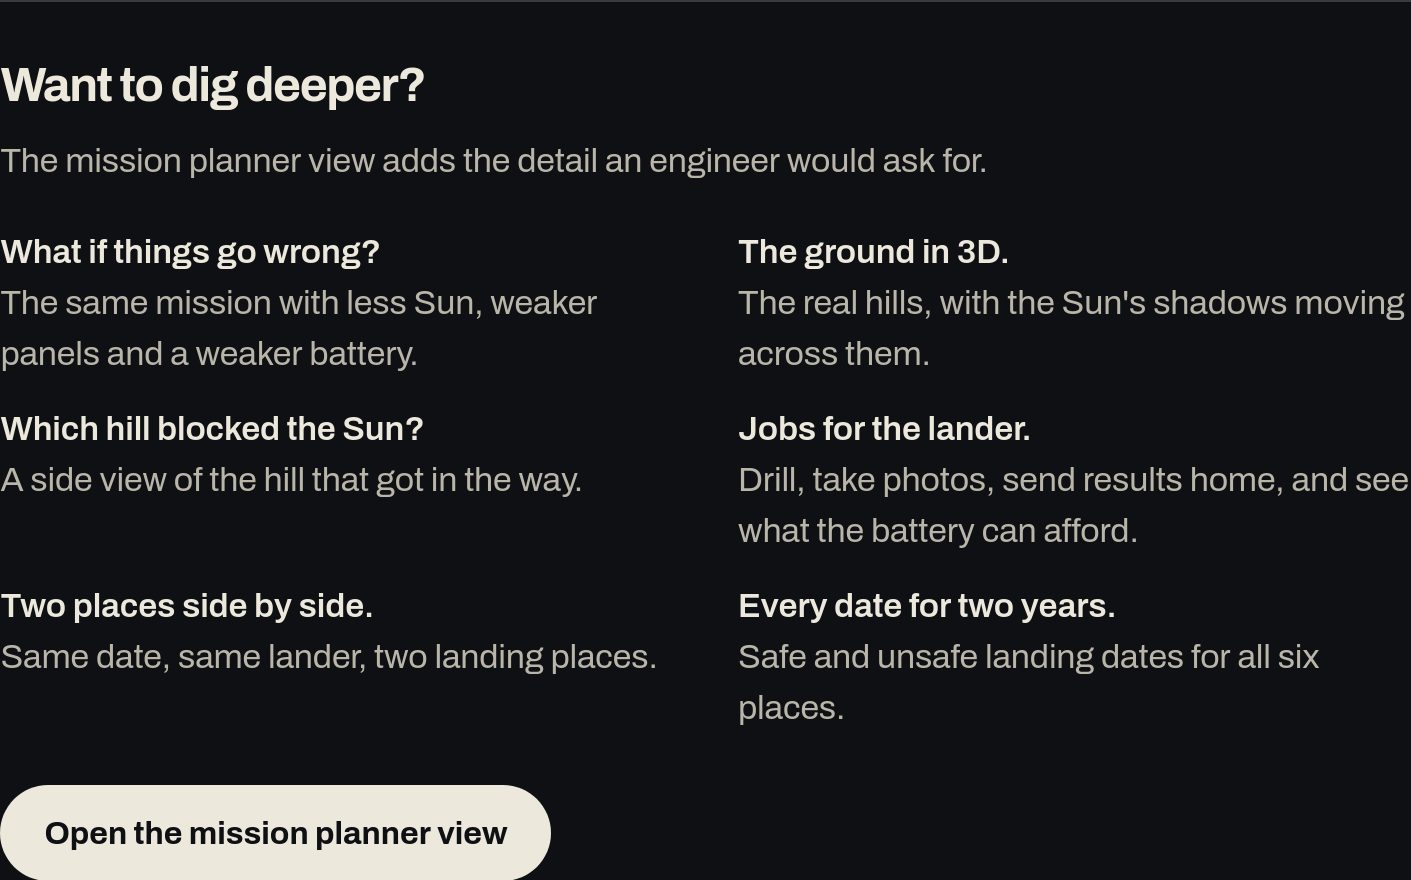 Want to dig deeper?
The mission planner view adds the detail an engineer would ask for.
What if things go wrong?
The same mission with less Sun, weaker
panels and a weaker battery.
The ground in 3D.
The real hills, with the Sun's shadows moving
across them.
Which hill blocked the Sun?
A side view of the hill that got in the way.
Jobs for the lander.
Drill, take photos, send results home, and see
what the battery can afford.
Two places side by side.
Same date, same lander, two landing places.
Every date for two years.
Safe and unsafe landing dates for all six
places.
Open the mission planner view